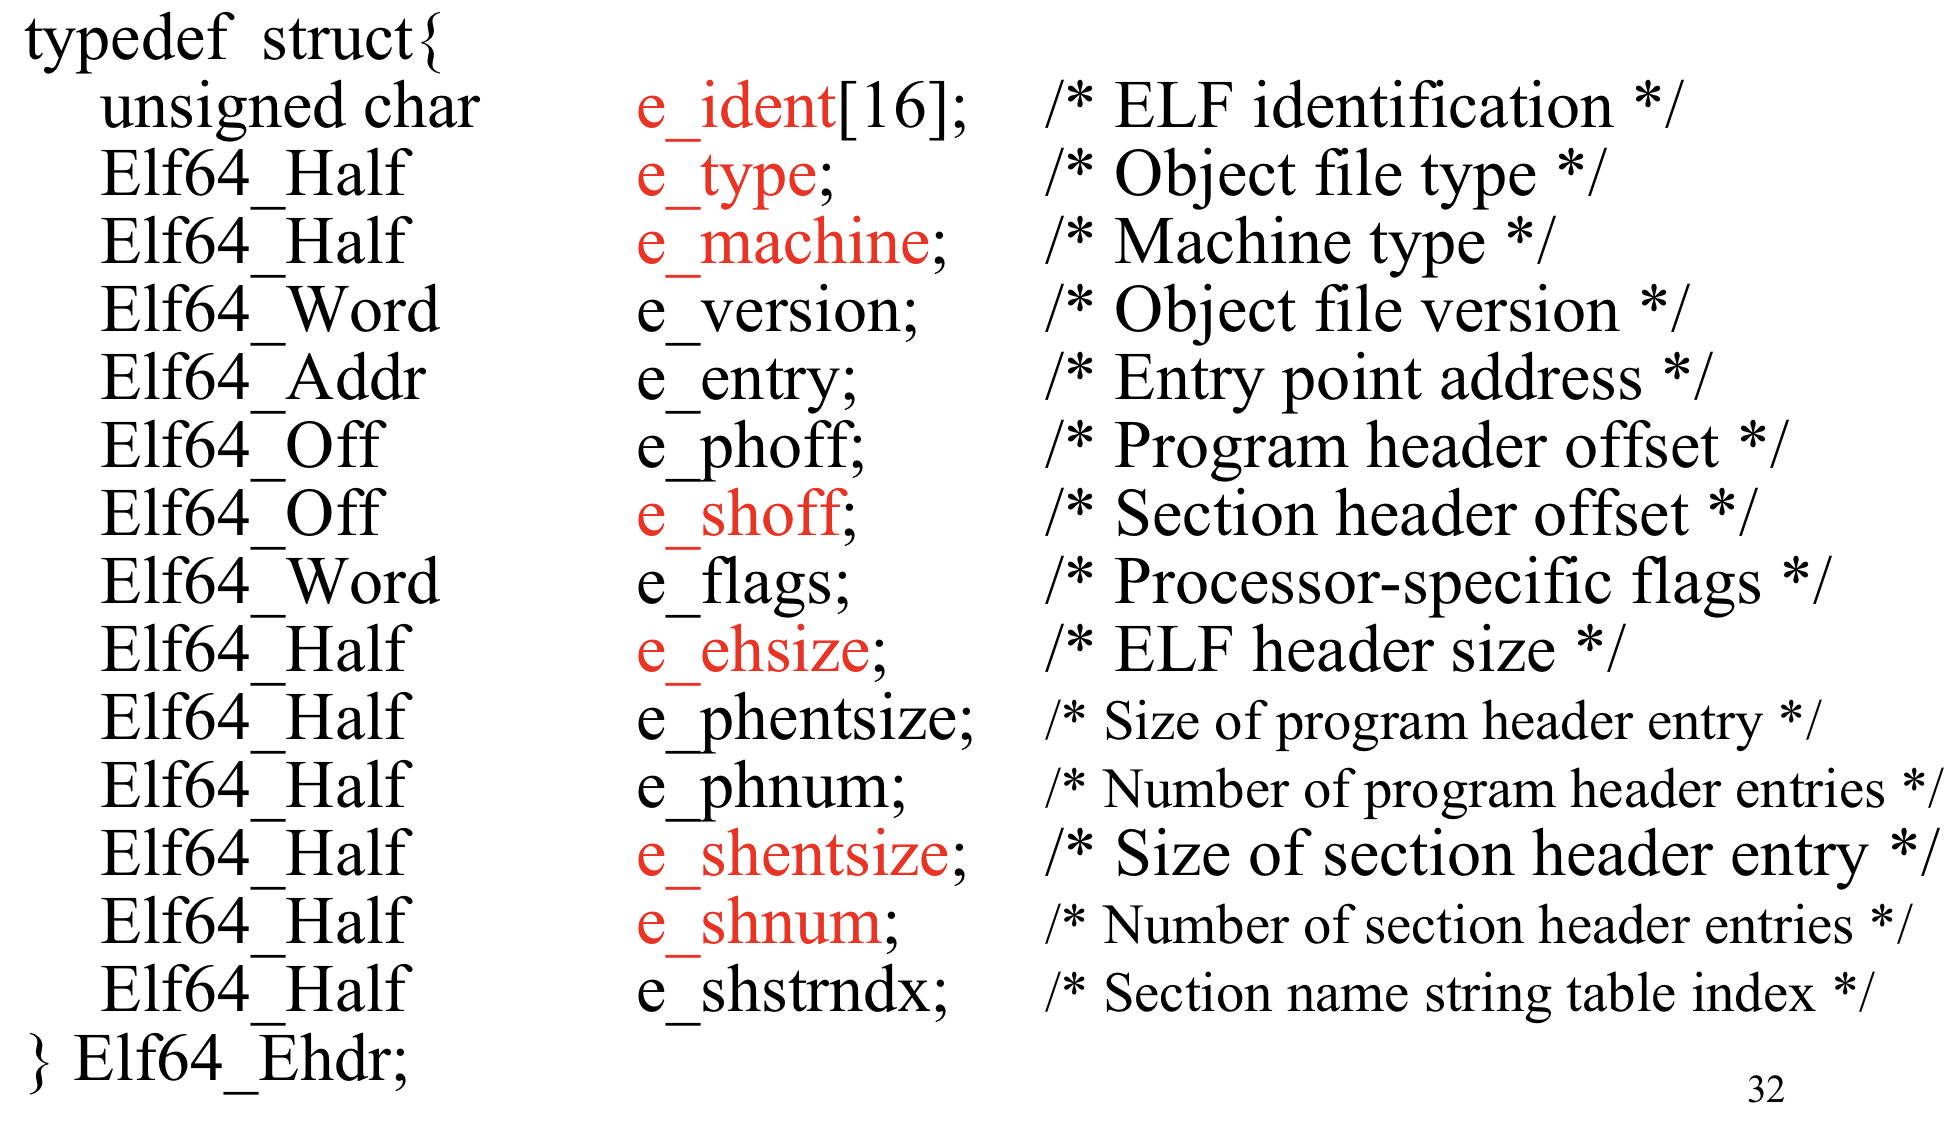 typedef struct{
unsigned char e_ident[16]; /* ELF identification */
Elf64_Half e_type; /* Object file type */
Elf64_Half e_machine; /* Machine type */
Elf64_Word e_version; /* Object file version */
Elf64_Addr e_entry; /* Entry point address */
Elf64_Off e_phoff; /* Program header offset */
Elf64_Off e_shoff; /* Section header offset */
Elf64_Word e_flags; /* Processor-specific flags */
Elf64_Half e_ehsize; /* ELF header size */
Elf64_Half e_phentsize; /* Size of program header entry */
Elf64_Half e_phnum; /* Number of program header entries */
Elf64_Half e_shentsize; /* Size of section header entry */
Elf64_Half e_shnum; /* Number of section header entries */
Elf64_Half e_shstrndx; /* Section name string table index */
} Elf64_Ehdr;
32